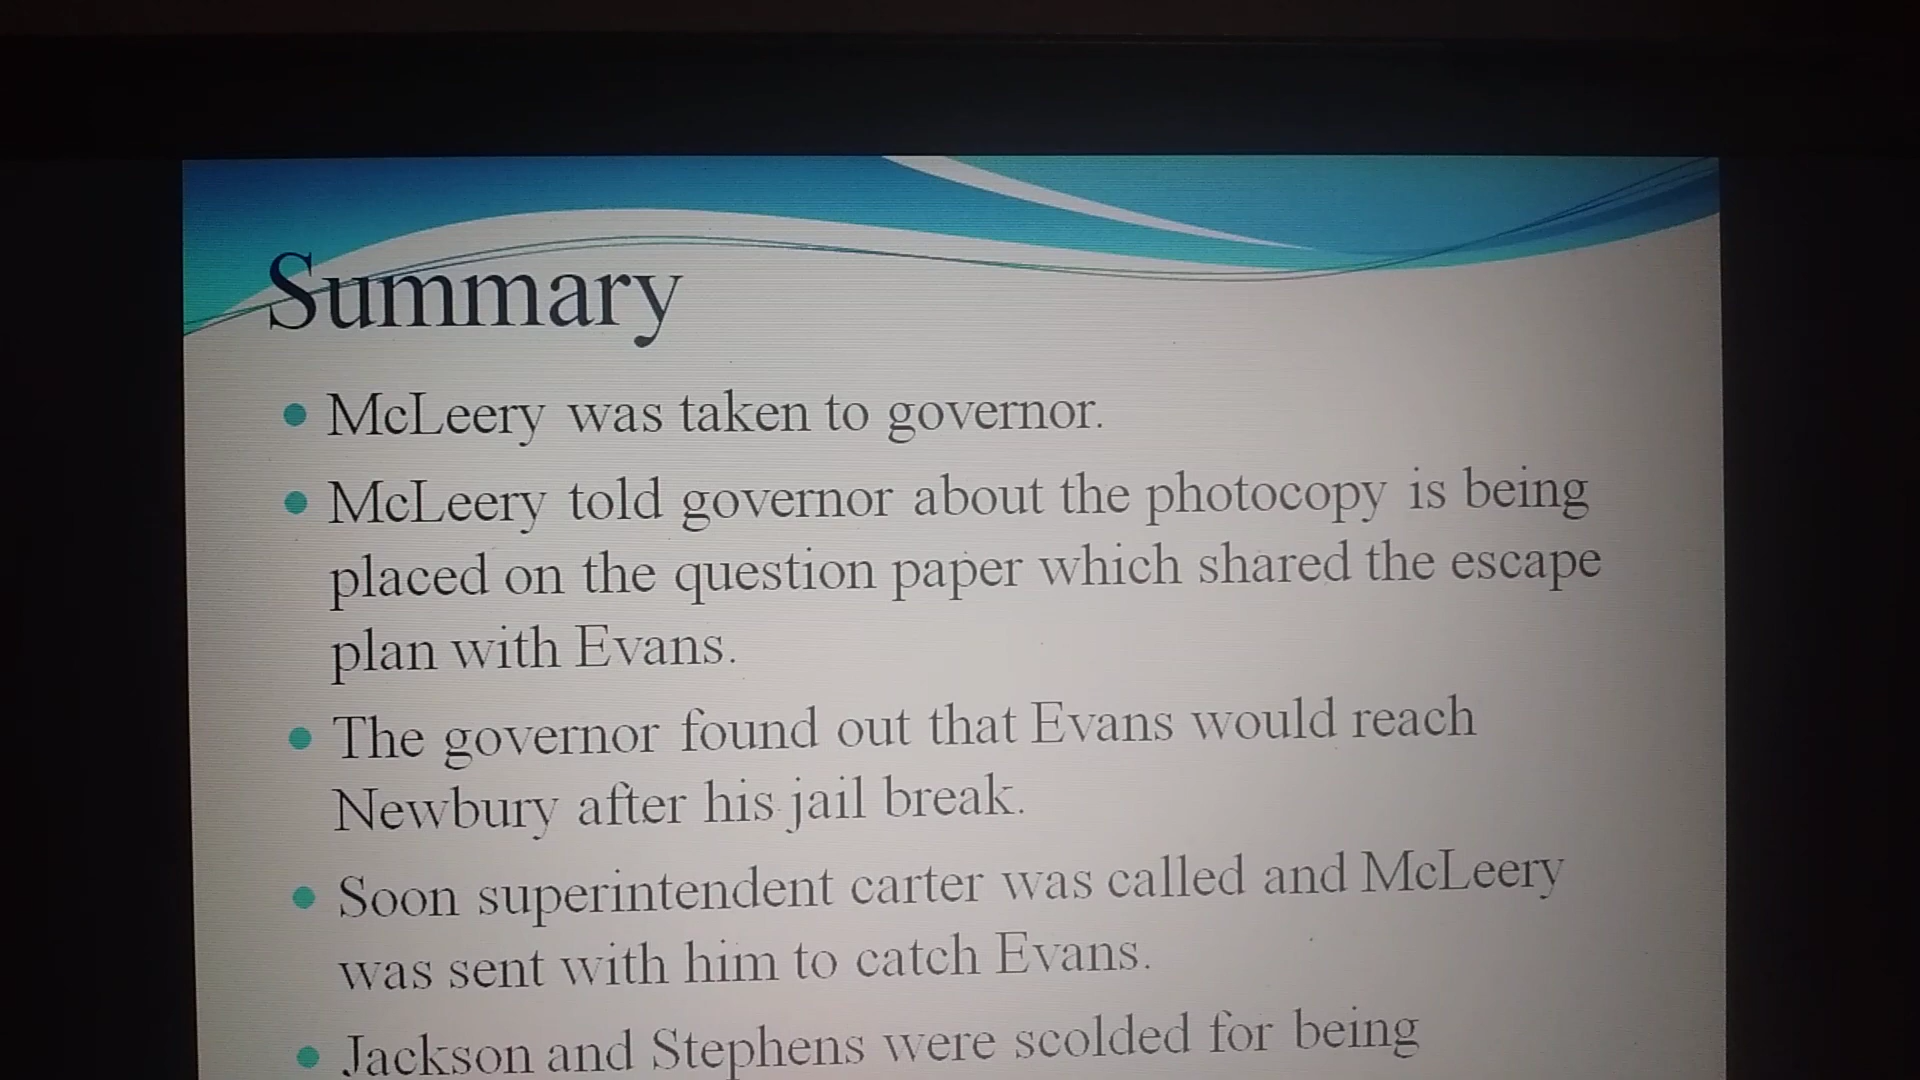 Summary
McLeery was taken to governor.
McLeery told governor about the photocopy is being
placed on the question paper which shared the escape
plan with Evans.
The governor found out that Evans would reach
Newbury after his jail break.
Soon superintendent carter was called and McLeery
was sent with him to catch Evans.
Jackson and Stephens were scolded for being